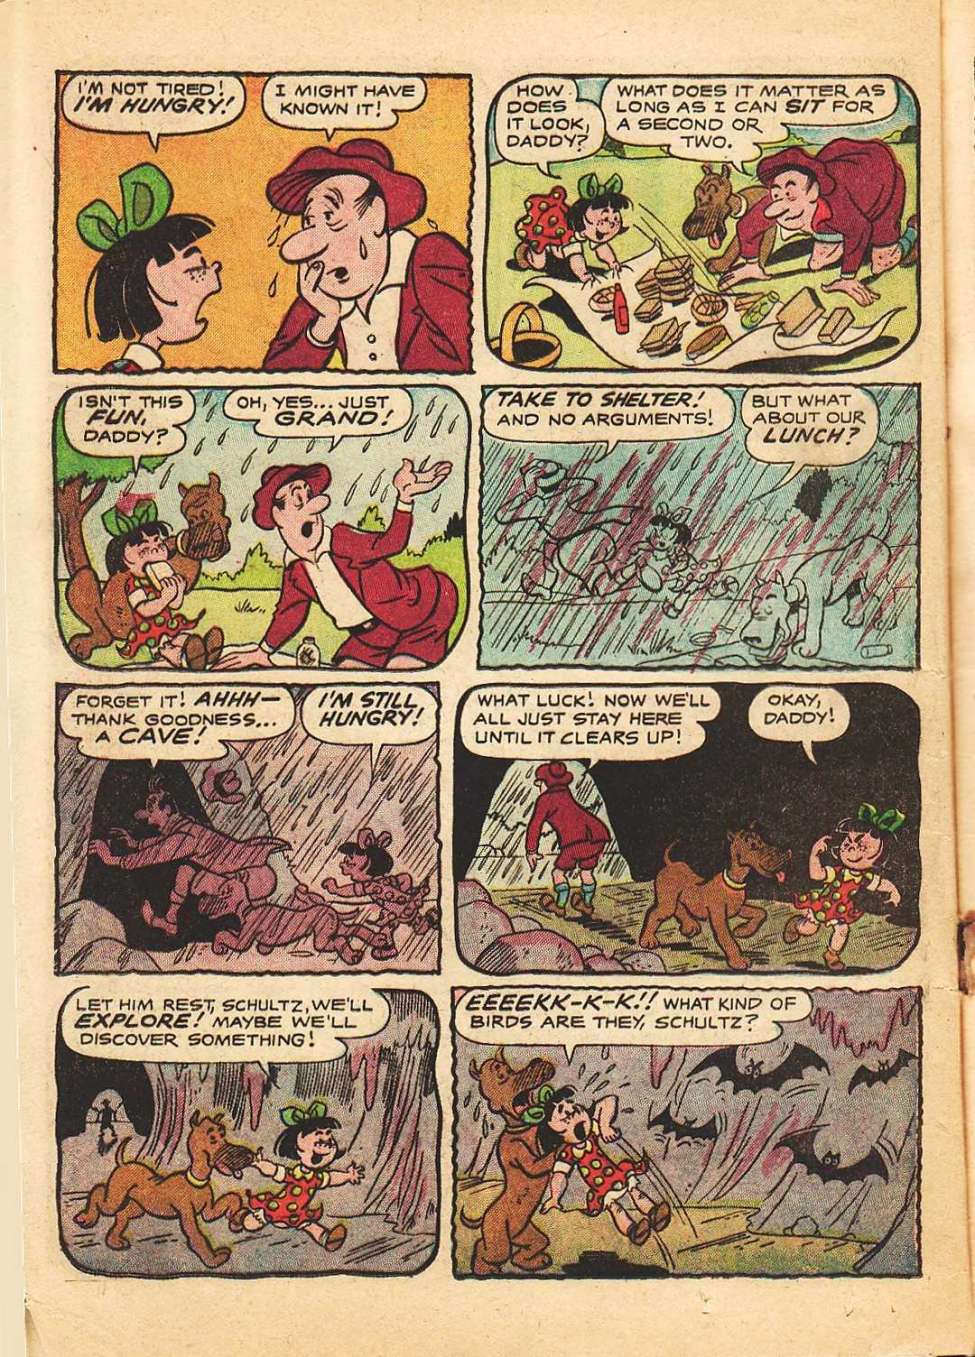 I'M NOT TIRED!
I'M HUNGRY!
I MIGHT HAVE
KNOWN IT!
HOW
DOES
IT LOOK,
DADDY?
WHAT DOES IT MATTER AS
LONG AS I CAN SIT FOR
A SECOND OR
TWO.
ISN'T THIS
FUN,
DADDY?
OH, YES... JUST
GRAND!
TAKE TO SHELTER!
AND NO ARGUMENTS!
BUT WHAT
ABOUT OUR
LUNCH?
FORGET IT! AHHH—
THANK GOODNESS...
A CAVE!
I'M STILL
HUNGRY!
WHAT LUCK! NOW WE'LL
ALL JUST STAY HERE
UNTIL IT CLEARS UP!
OKAY,
DADDY!
LET HIM REST, SCHULTZ, WE'LL
EXPLORE! MAYBE WE'LL
DISCOVER SOMETHING!
EEEEKK-K-K!! WHAT KIND OF
BIRDS ARE THEY, SCHULTZ?